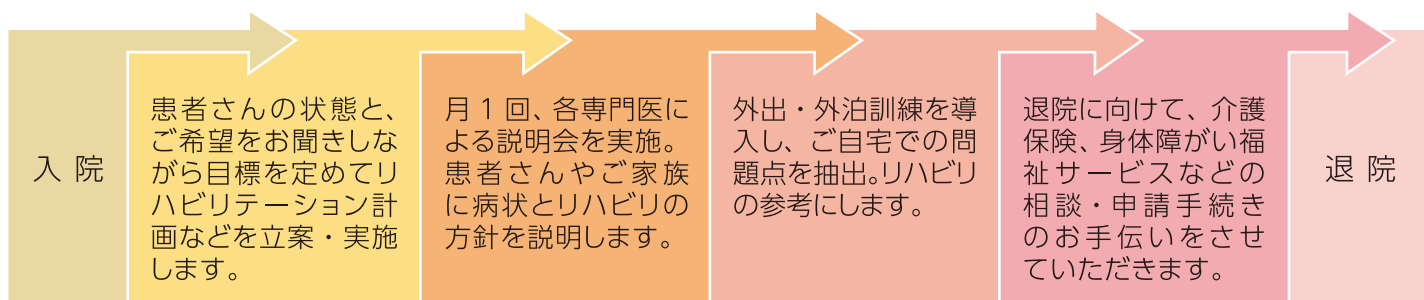 入院
患者さんの状態と、
ご希望をお聞きしな
がら目標を定めてリ
ハビリテーション計
画などを立案・実施
します。
月1回、各専門医に
よる説明会を実施。
患者さんやご家族
に病状とリハビリの
方針を説明します。
外出・外泊訓練を導
入し、ご自宅での問
題点を抽出。リハビリ
の参考にします。
退院に向けて、介護
保険、身体障がい福
祉サービスなどの
相談・申請手続き
のお手伝いをさせ
ていただきます。
退院